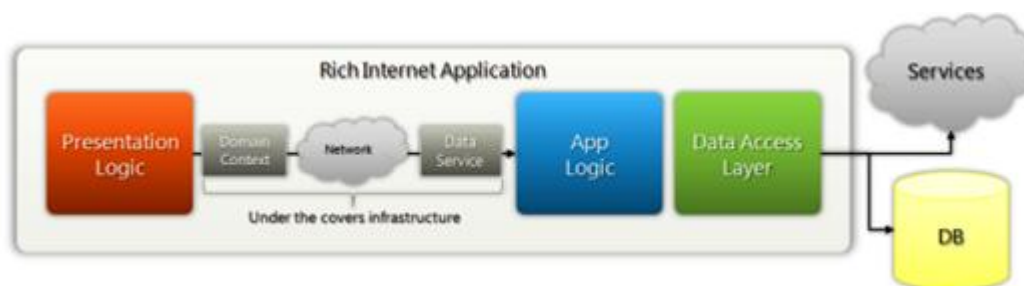 Rich Internet Application
Presentation
Logic
Domain
Context
Network
Data
Service
App
Logic
Data Access
Layer
Services
DB
Under the covers infrastructure